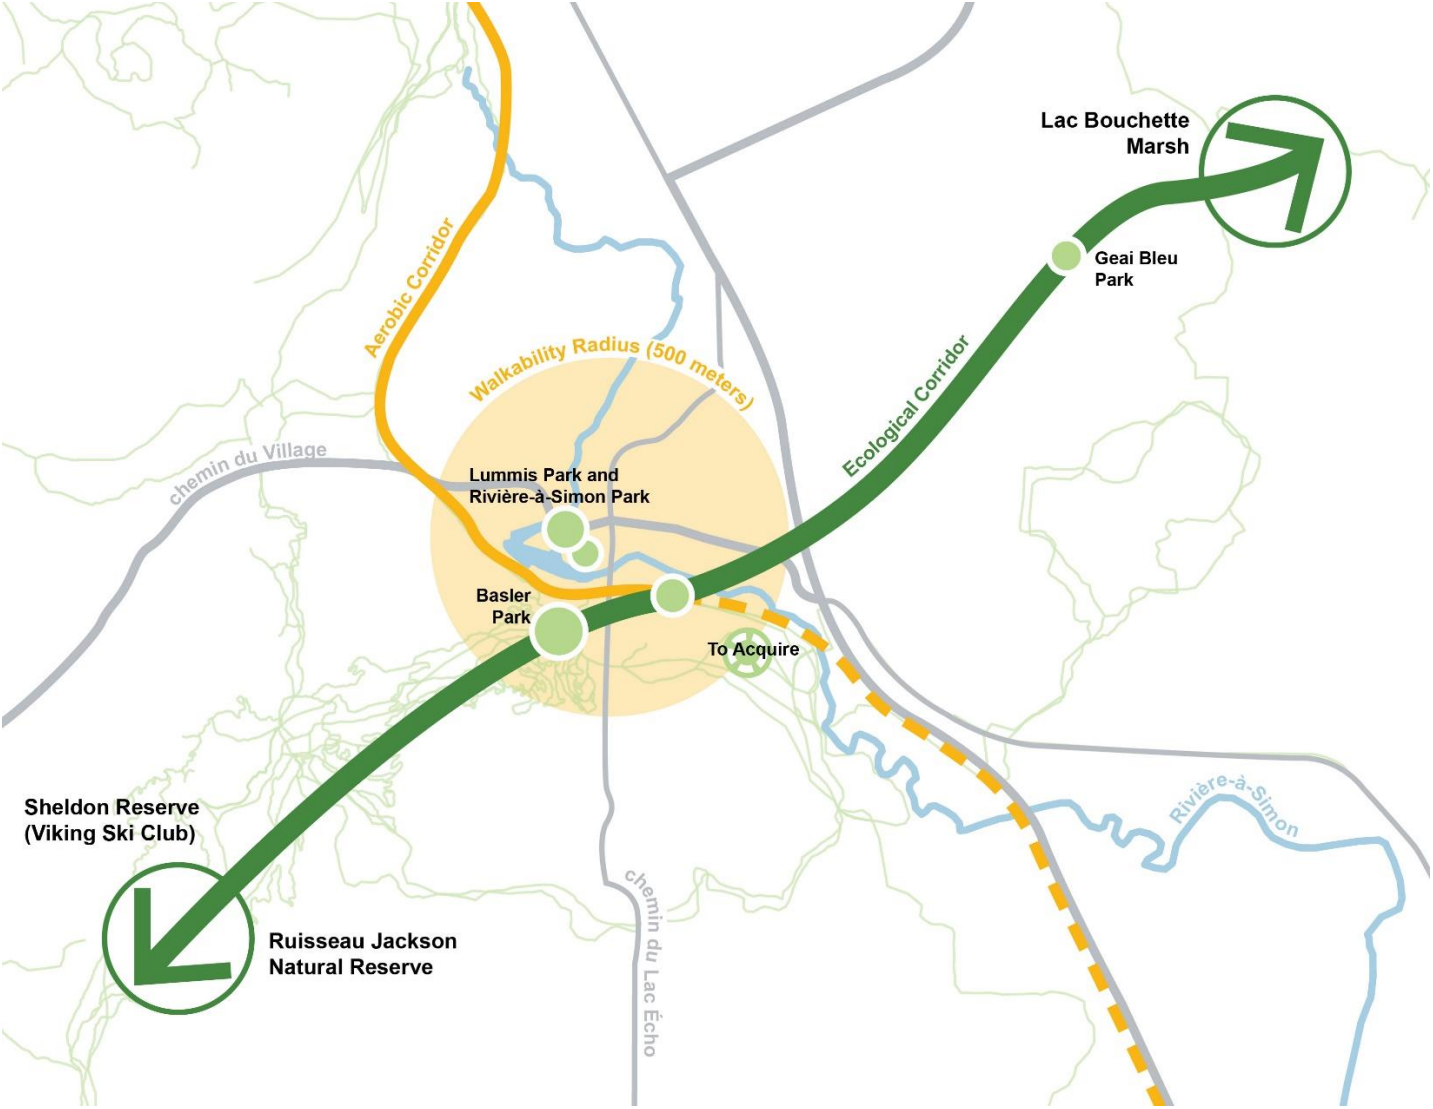 Lac Bouchette
Marsh
Geai Bleu
Park
Aerobic Corridor
Walkability Radius (500 meters)
Ecological Corridor
chemin du Village
Lummis Park and
Rivière-à-Simon Park
Basler
Park
To Acquire
Sheldon Reserve
(Viking Ski Club)
Rivière-à-Simon
Ruisseau Jackson
Natural Reserve
chemin du Lac Écho